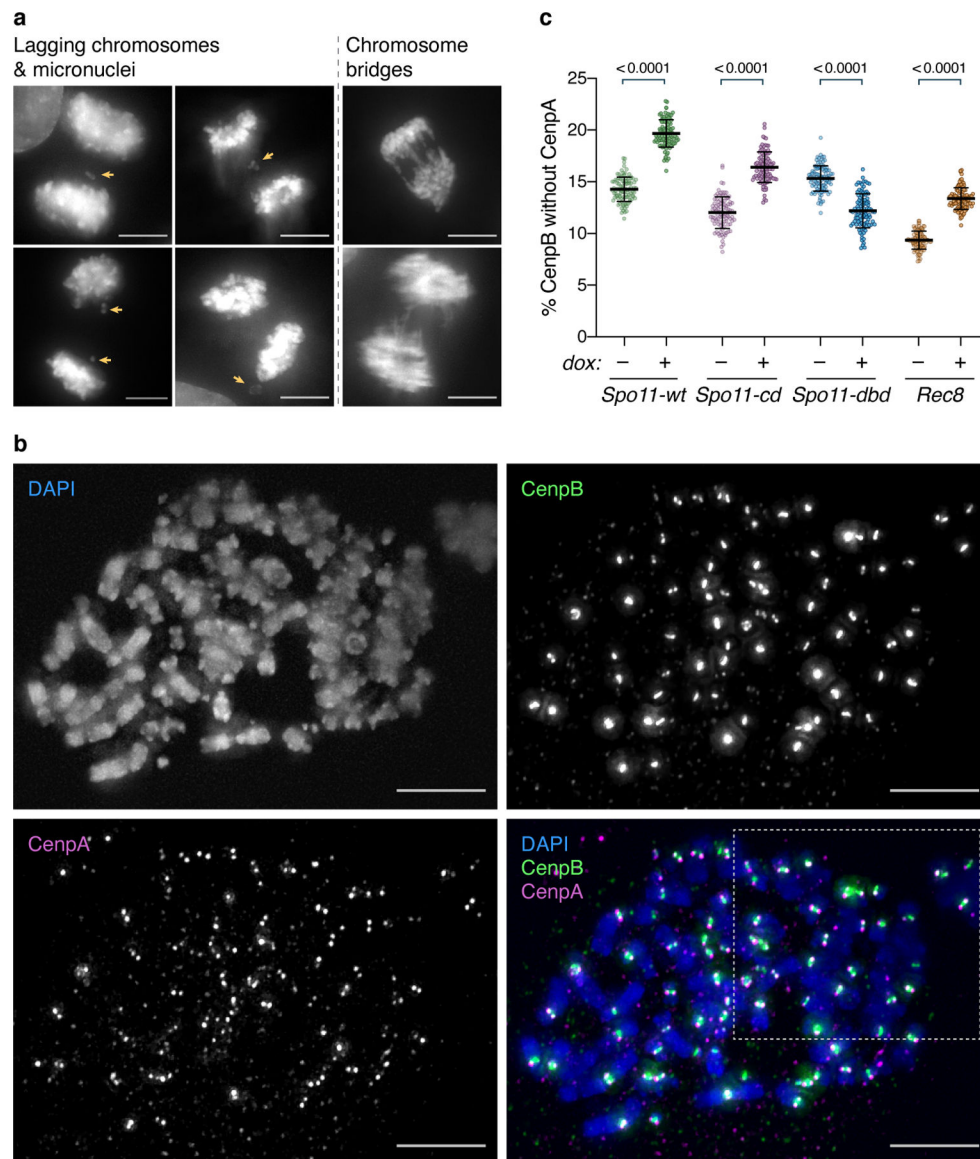 a
Lagging chromosomes
& micronuclei
Chromosome
bridges
c
<0.0001 <0.0001 <0.0001 <0.0001
% CenpB without CenpA
25
20
15
10
5
0
dox: – + – + – + – +
Spo11-wt Spo11-cd Spo11-dbd Rec8
b
DAPI
CenpB
CenpA
DAPI
CenpB
CenpA